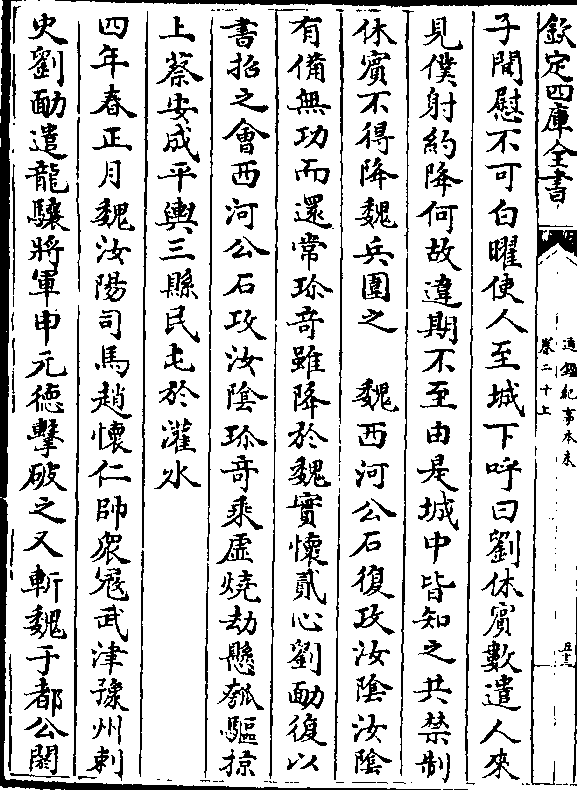 欽定四庫全書
通鑑紀事本末
卷二十上
子聞慰不可白曜使人至城下呼曰劉休賓數遣人來
見僕射約降何故違期不至由是城中皆知之共禁制
休賓不得降魏兵圍之　魏西河公石復攻汝陰汝陰
有備無功而還常珍奇雖降於魏實懷貳心劉勔復以
書招之會西河公石攻汝陰珍奇乘虛燒劫懸瓠驅掠
上蔡安成平輿三縣民屯於灌水
四年春正月魏汝陽司馬趙懷仁帥衆寇武津豫州刺
史劉勔遣龍驤將軍申元德擊破之又斬魏于都公閼